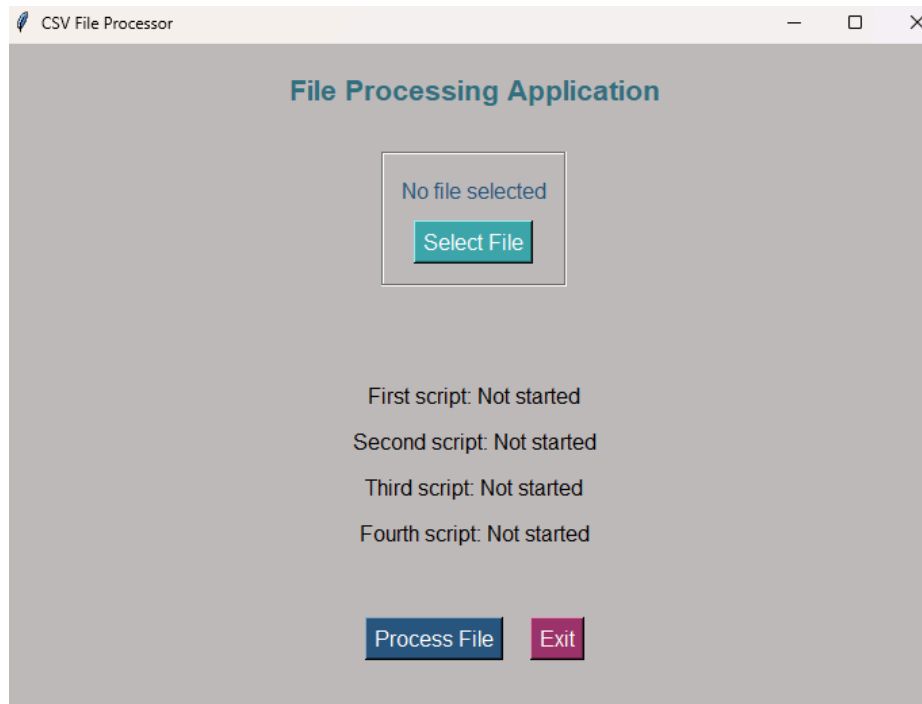 CSV File Processor
File Processing Application
No file selected
Select File
First script: Not started
Second script: Not started
Third script: Not started
Fourth script: Not started
Process File Exit